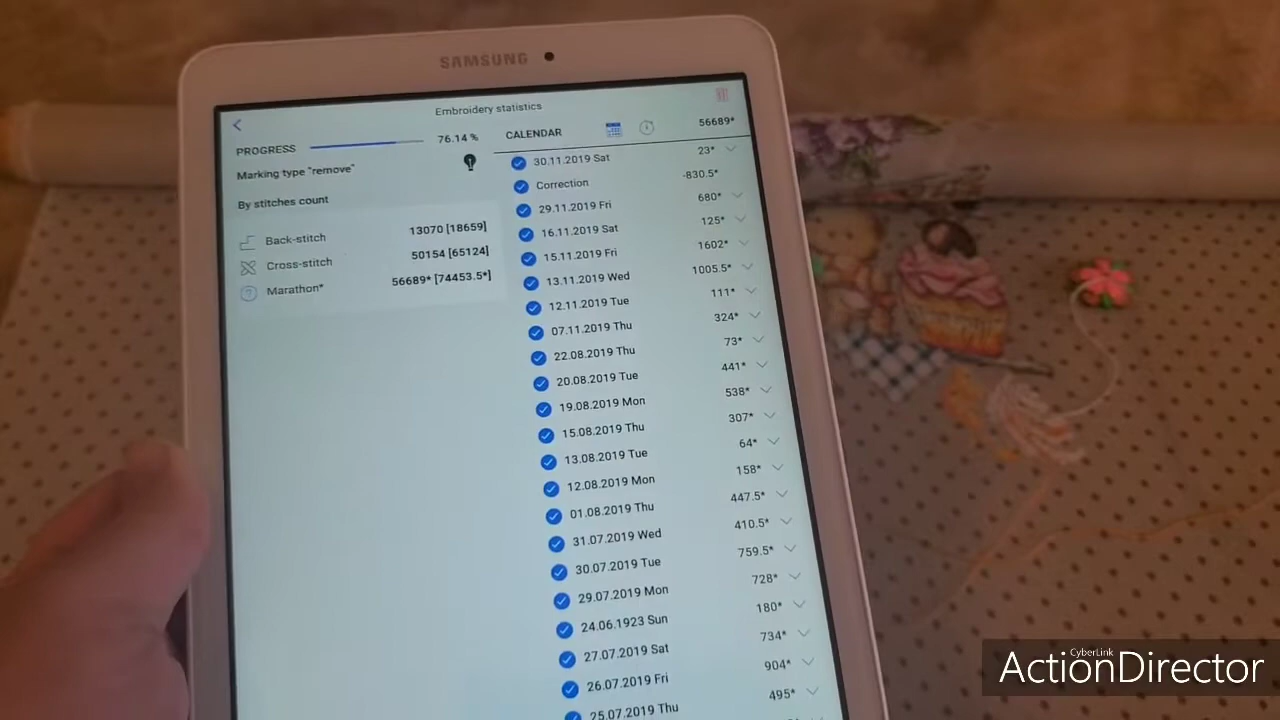 SAMSUNG
Embroidery statistics
PROGRESS 76.14 %
Marking type "remove"
By stitches count
Back-stitch 13070 [18659]
Cross-stitch 50154 [65124]
Marathon* 56689* [74453.5*]
CALENDAR 56689*
30.11.2019 Sat 23*
Correction -830.5*
29.11.2019 Fri 680*
16.11.2019 Sat 125*
15.11.2019 Fri 1602*
13.11.2019 Wed 1005.5*
12.11.2019 Tue 111*
07.11.2019 Thu 324*
22.08.2019 Thu 73*
20.08.2019 Tue 441*
19.08.2019 Mon 538*
15.08.2019 Thu 307*
13.08.2019 Tue 64*
12.08.2019 Mon 158*
01.08.2019 Thu 447.5*
31.07.2019 Wed 410.5*
30.07.2019 Tue 759.5*
29.07.2019 Mon 728*
24.06.1923 Sun 180*
27.07.2019 Sat 734*
26.07.2019 Fri 904*
25.07.2019 Thu 495*
CyberLink
ActionDirector